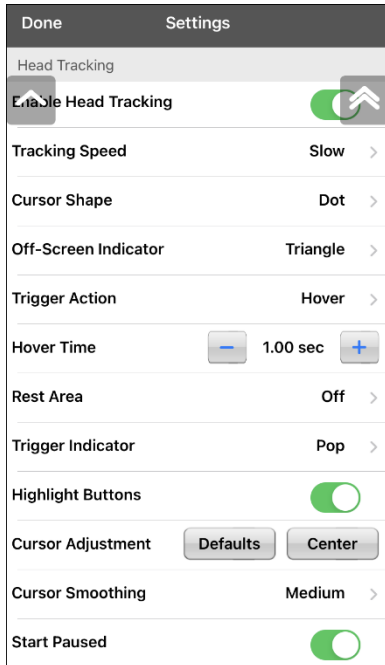 Done Settings
Head Tracking
Enable Head Tracking
Tracking Speed Slow
Cursor Shape Dot
Off-Screen Indicator Triangle
Trigger Action Hover
Hover Time − 1.00 sec +
Rest Area Off
Trigger Indicator Pop
Highlight Buttons
Cursor Adjustment Defaults Center
Cursor Smoothing Medium
Start Paused